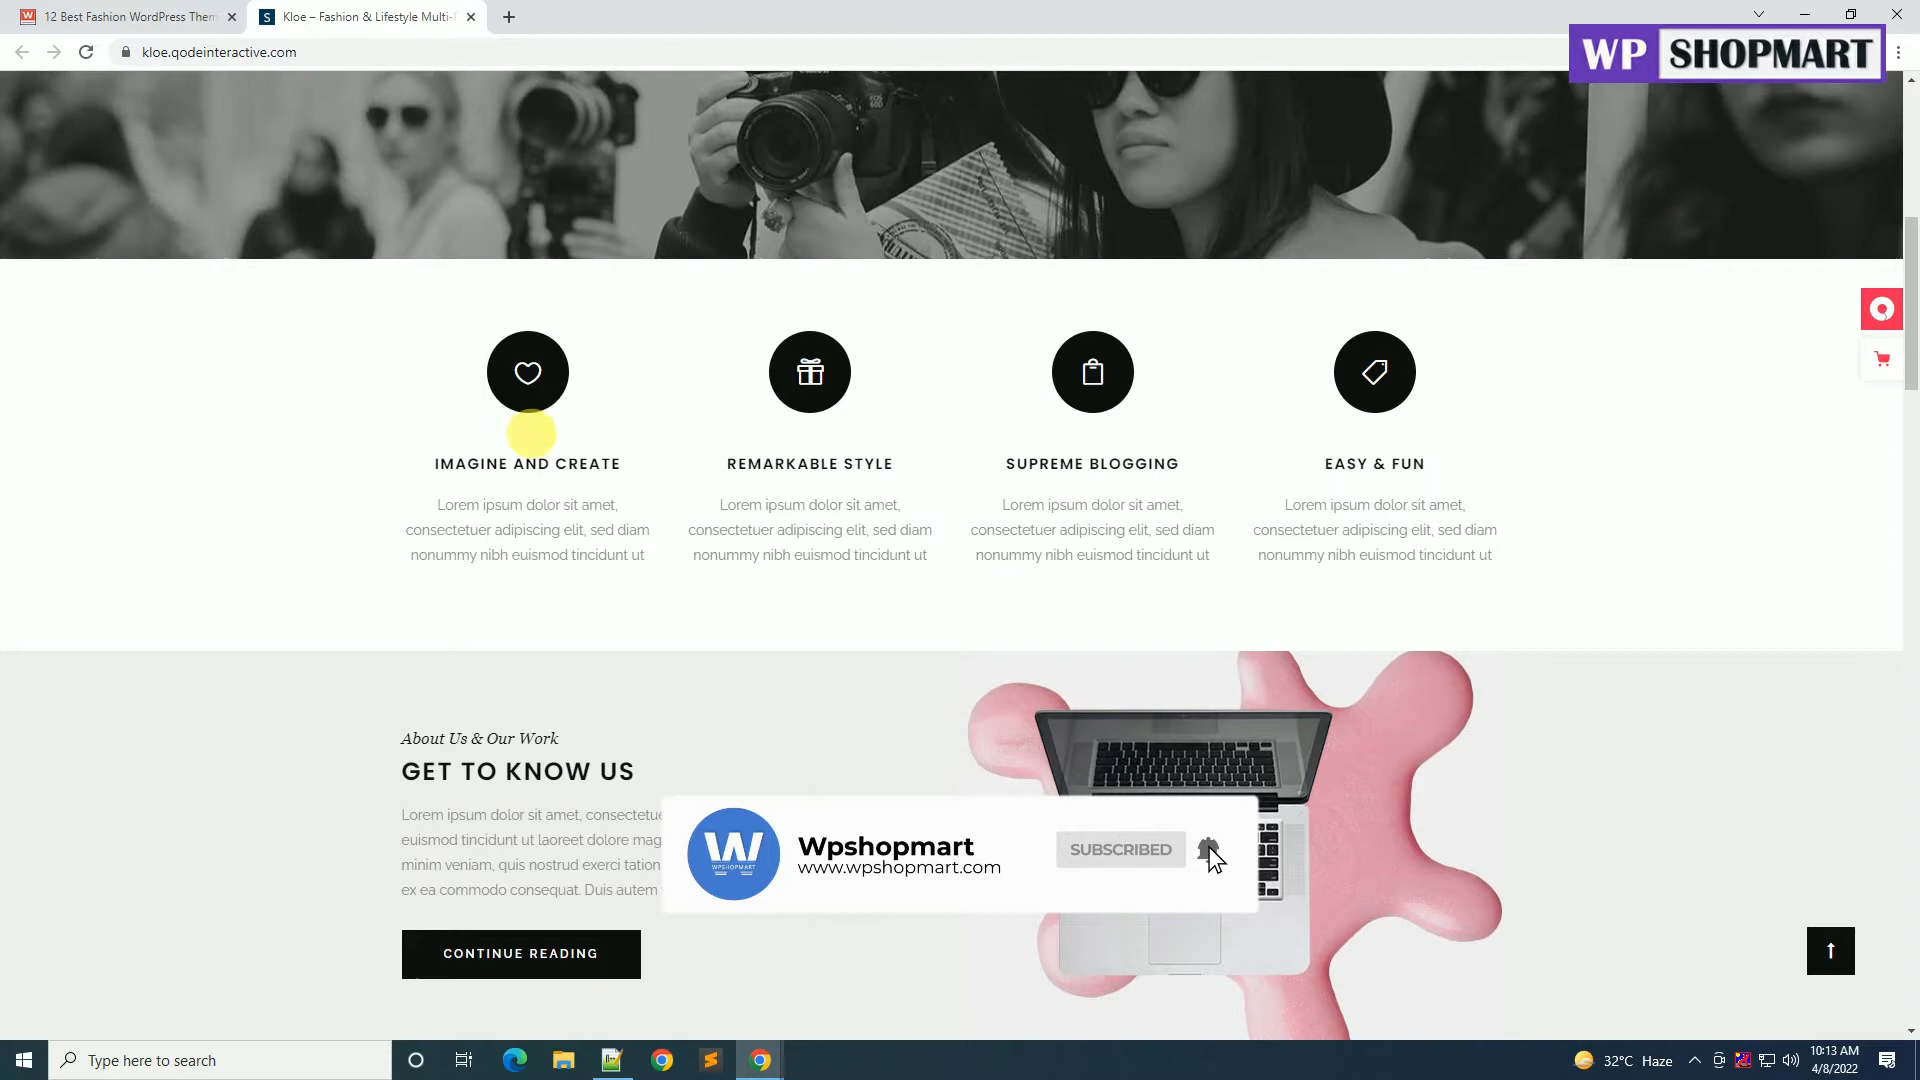 12 Best Fashion WordPress Them
Kloe – Fashion & Lifestyle Multi-P
kloe.qodeinteractive.com
WP SHOPMART
IMAGINE AND CREATE
Lorem ipsum dolor sit amet,
consectetuer adipiscing elit, sed diam
nonummy nibh euismod tincidunt ut
REMARKABLE STYLE
Lorem ipsum dolor sit amet,
consectetuer adipiscing elit, sed diam
nonummy nibh euismod tincidunt ut
SUPREME BLOGGING
Lorem ipsum dolor sit amet,
consectetuer adipiscing elit, sed diam
nonummy nibh euismod tincidunt ut
EASY & FUN
Lorem ipsum dolor sit amet,
consectetuer adipiscing elit, sed diam
nonummy nibh euismod tincidunt ut
About Us & Our Work
GET TO KNOW US
Lorem ipsum dolor sit amet, consectetue
euismod tincidunt ut laoreet dolore mag
minim veniam, quis nostrud exerci tation
ex ea commodo consequat. Duis autem
CONTINUE READING
W
WPSHOPMART
Wpshopmart
www.wpshopmart.com
SUBSCRIBED
Type here to search
32°C Haze
10:13 AM
4/8/2022